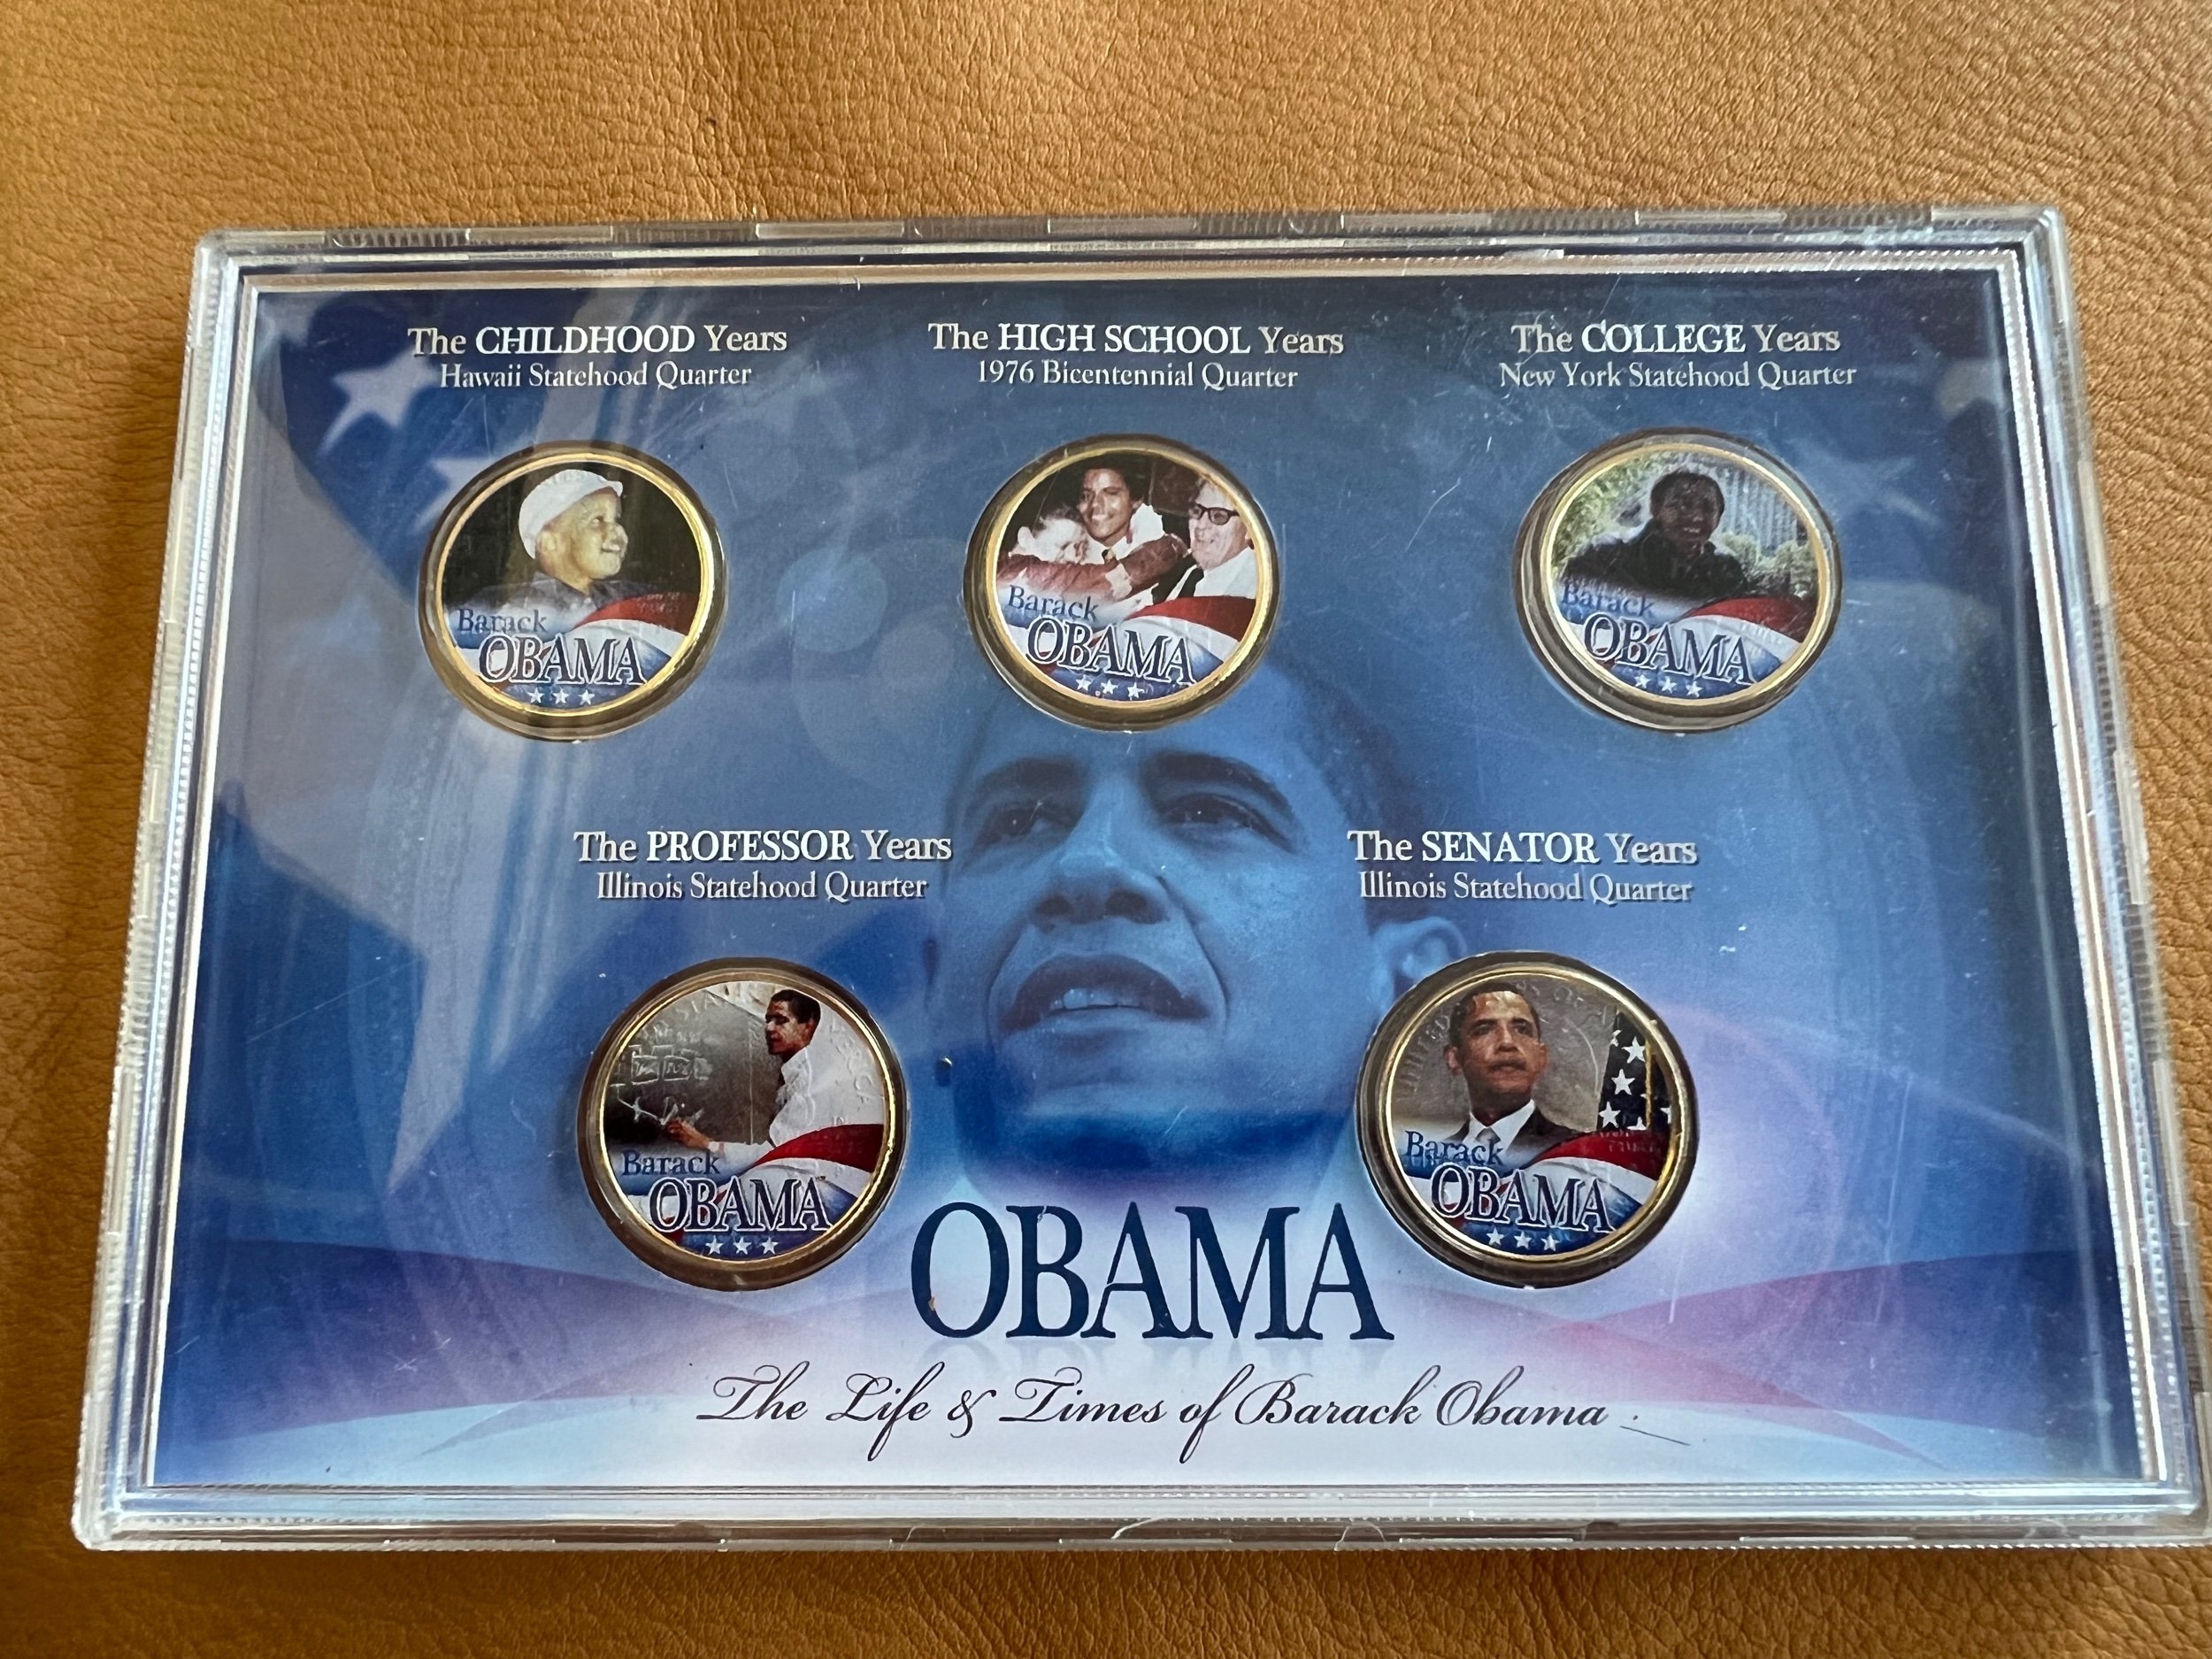 The CHILDHOOD Years
Hawaii Statehood Quarter
The HIGH SCHOOL Years
1976 Bicentennial Quarter
The COLLEGE Years
New York Statehood Quarter
Barack
OBAMA
Barack
OBAMA
Barack
OBAMA
The PROFESSOR Years
Illinois Statehood Quarter
The SENATOR Years
Illinois Statehood Quarter
Barack
OBAMA
Barack
OBAMA
OBAMA
The Life & Times of Barack Obama